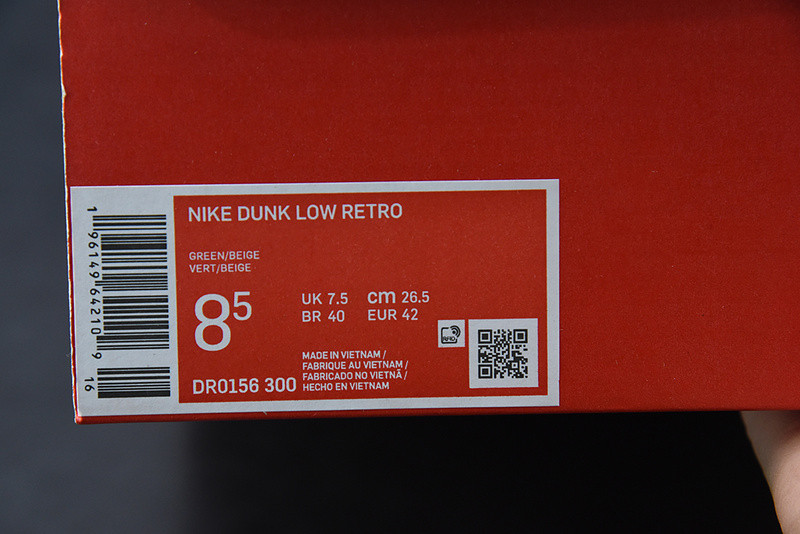 NIKE DUNK LOW RETRO
GREEN/BEIGE
VERT/BEIGE
8⁵
UK 7.5 cm 26.5
BR 40 EUR 42
DR0156 300
MADE IN VIETNAM /
FABRIQUE AU VIETNAM /
FABRICADO NO VIETNÃ /
HECHO EN VIETNAM
RFID
1 96149 64210 9
16